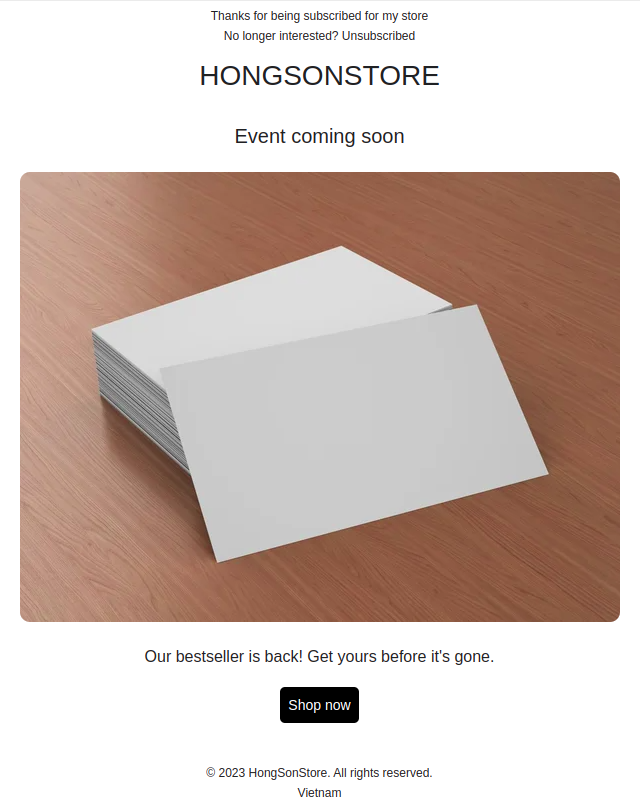 Thanks for being subscribed for my store
No longer interested? Unsubscribed
HONGSONSTORE
Event coming soon
Our bestseller is back! Get yours before it's gone.
Shop now
© 2023 HongSonStore. All rights reserved.
Vietnam